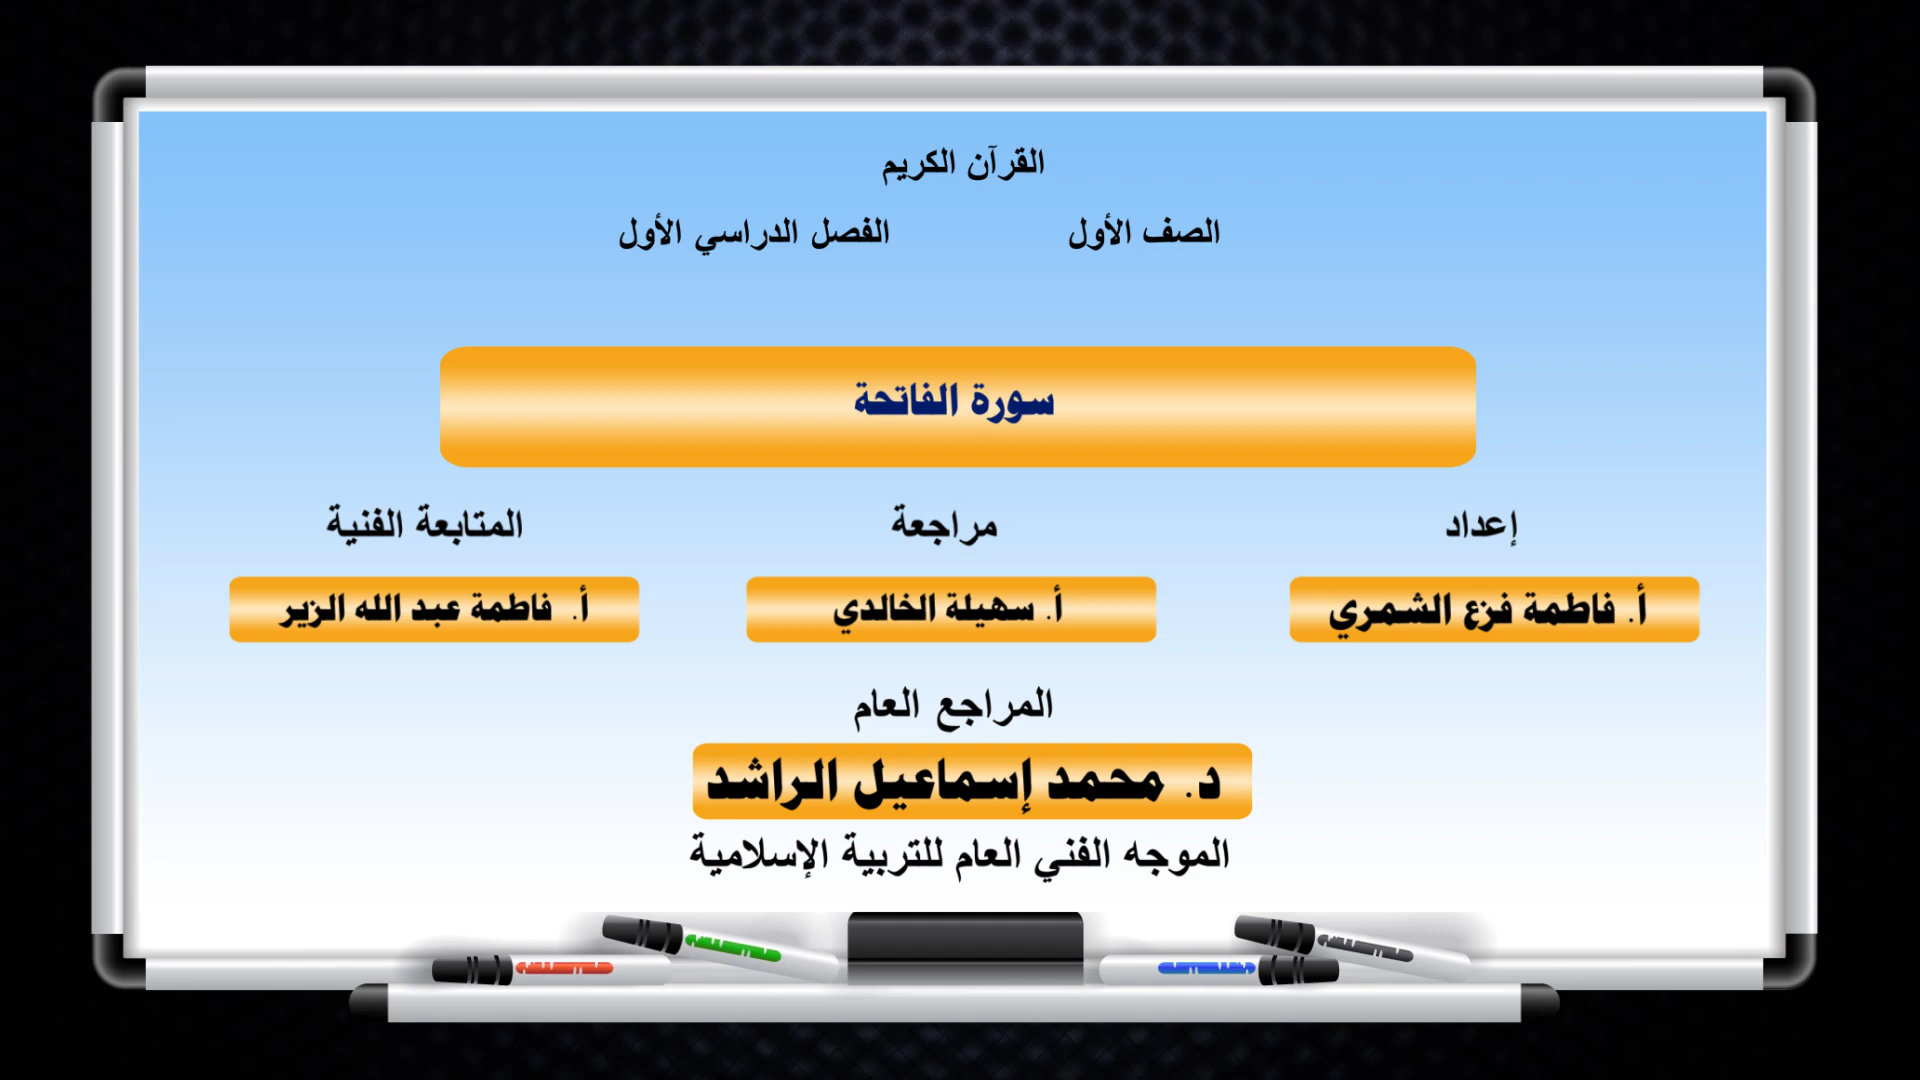 القرآن الكريم
الصف الأول الفصل الدراسي الأول
سورة الفاتحة
إعداد مراجعة المتابعة الفنية
أ. فاطمة فزع الشمري أ. سهيلة الخالدي أ. فاطمة عبد الله الزير
المراجع العام
د. محمد إسماعيل الراشد
الموجه الفني العام للتربية الإسلامية